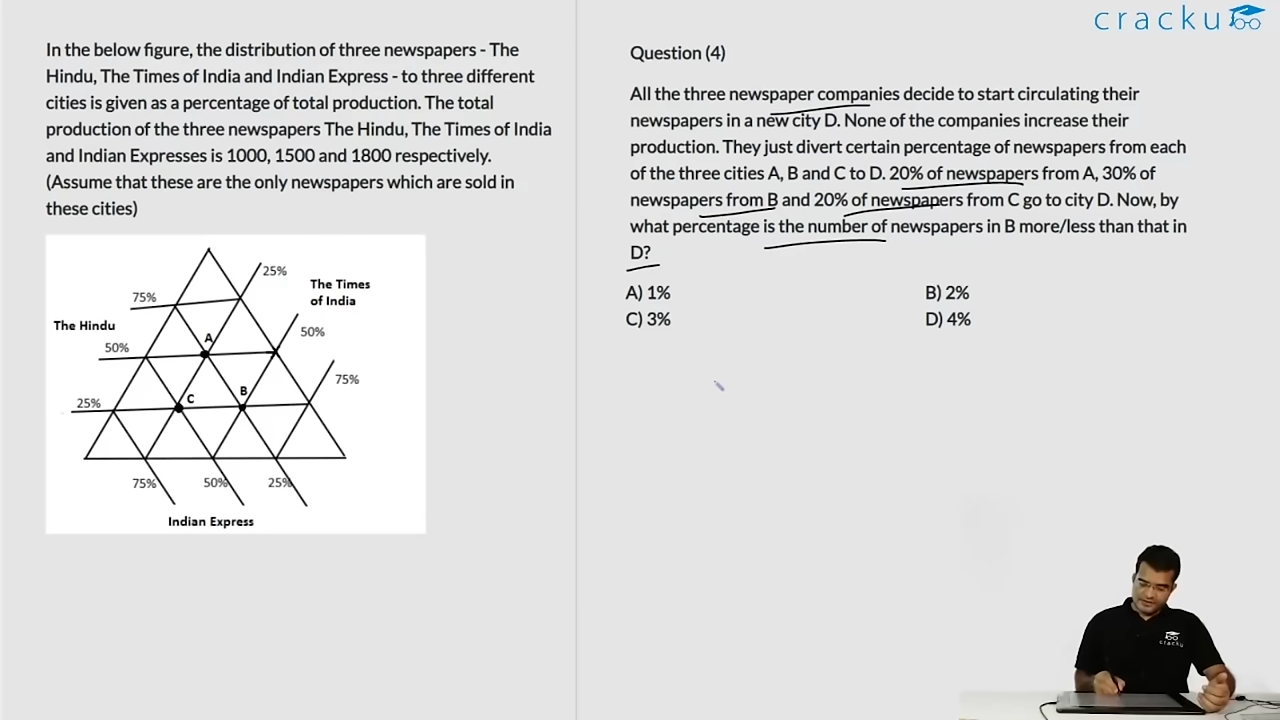 cracku
In the below figure, the distribution of three newspapers - The
Hindu, The Times of India and Indian Express - to three different
cities is given as a percentage of total production. The total
production of the three newspapers The Hindu, The Times of India
and Indian Expresses is 1000, 1500 and 1800 respectively.
(Assume that these are the only newspapers which are sold in
these cities)
25%
The Times
of India
75%
The Hindu
A
50%
50%
75%
B
C
25%
75%
50%
25%
Indian Express
Question (4)
All the three newspaper companies decide to start circulating their
newspapers in a new city D. None of the companies increase their
production. They just divert certain percentage of newspapers from each
of the three cities A, B and C to D. 20% of newspapers from A, 30% of
newspapers from B and 20% of newspapers from C go to city D. Now, by
what percentage is the number of newspapers in B more/less than that in
D?
A) 1%
B) 2%
C) 3%
D) 4%
cracku